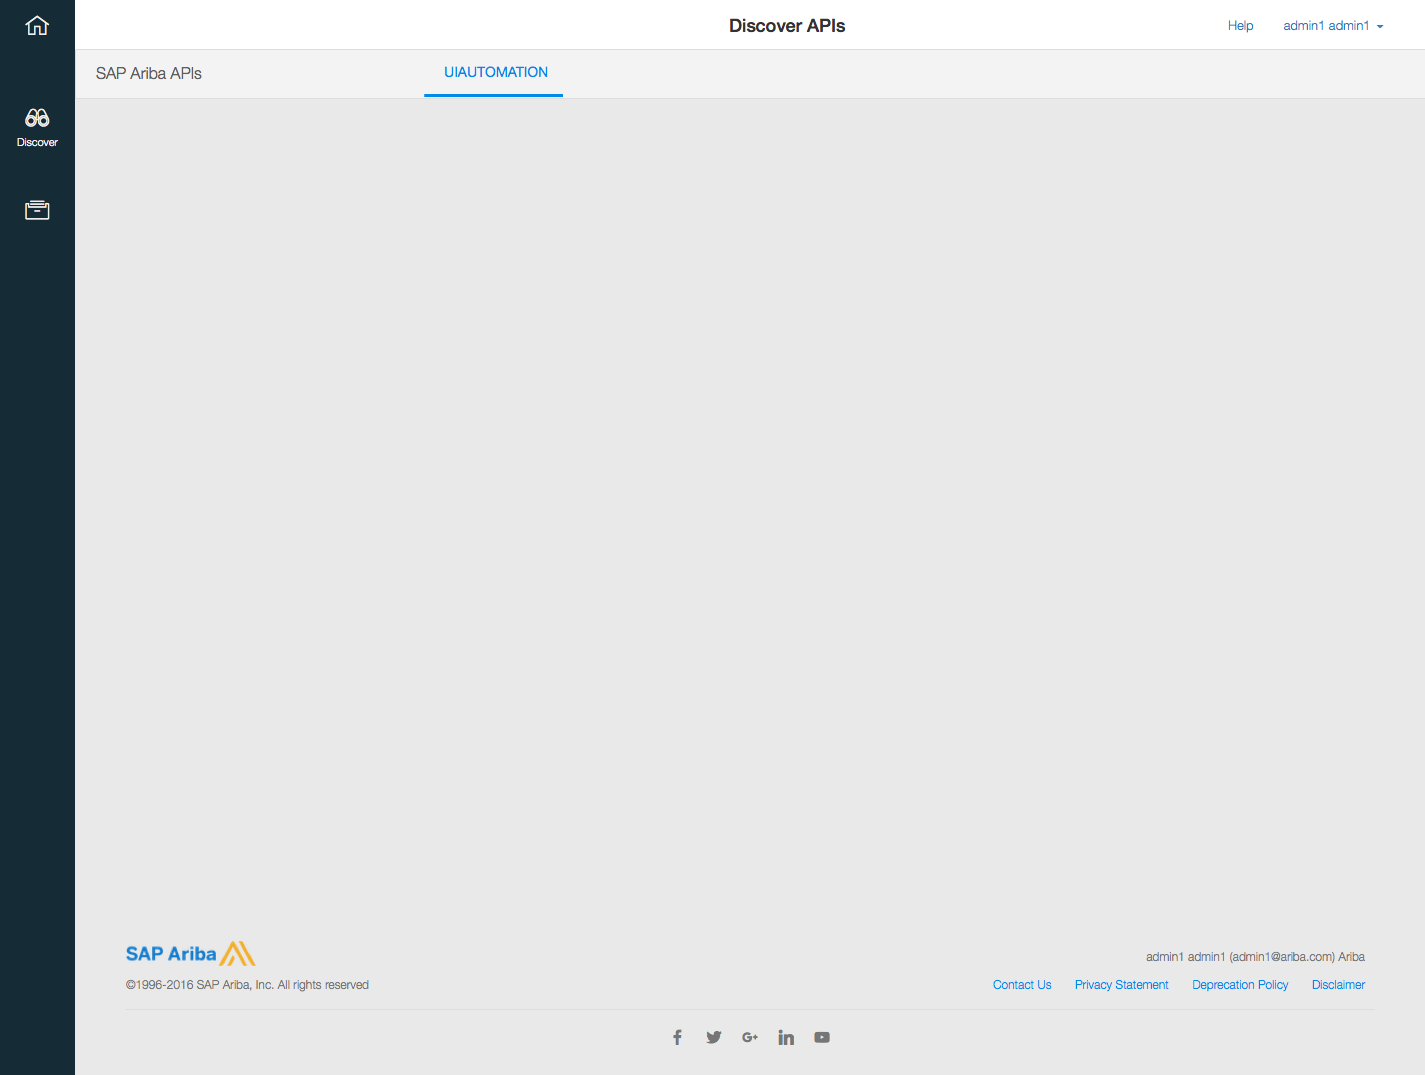 Discover APIs
Help
admin1 admin1
SAP Ariba APIs
UIAUTOMATION
Discover
SAP Ariba
admin1 admin1 (admin1@ariba.com) Ariba
©1996-2016 SAP Ariba, Inc. All rights reserved
Contact Us
Privacy Statement
Deprecation Policy
Disclaimer